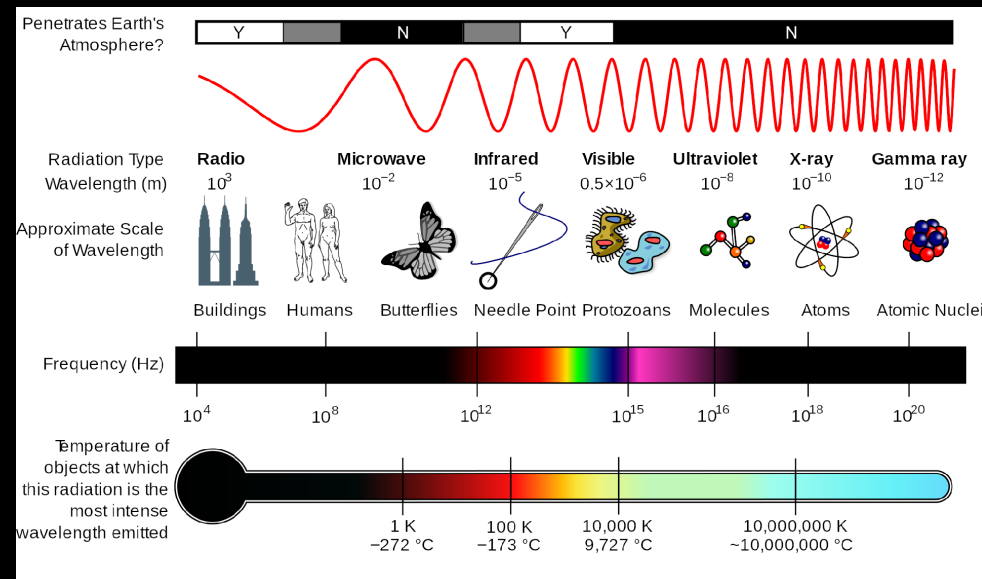 Penetrates Earth's
Atmosphere?
Y N Y N
Radiation Type
Radio Microwave Infrared Visible Ultraviolet X-ray Gamma ray
Wavelength (m)
10³ 10⁻² 10⁻⁵ 0.5×10⁻⁶ 10⁻⁸ 10⁻¹⁰ 10⁻¹²
Approximate Scale
of Wavelength
Buildings Humans Butterflies Needle Point Protozoans Molecules Atoms Atomic Nuclei
Frequency (Hz)
10⁴ 10⁸ 10¹² 10¹⁵ 10¹⁶ 10¹⁸ 10²⁰
Temperature of
objects at which
this radiation is the
most intense
wavelength emitted
1 K 100 K 10,000 K 10,000,000 K
−272 °C −173 °C 9,727 °C ~10,000,000 °C